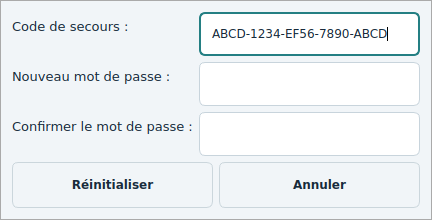 Code de secours : ABCD-1234-EF56-7890-ABCD
Nouveau mot de passe :
Confirmer le mot de passe :
Réinitialiser Annuler